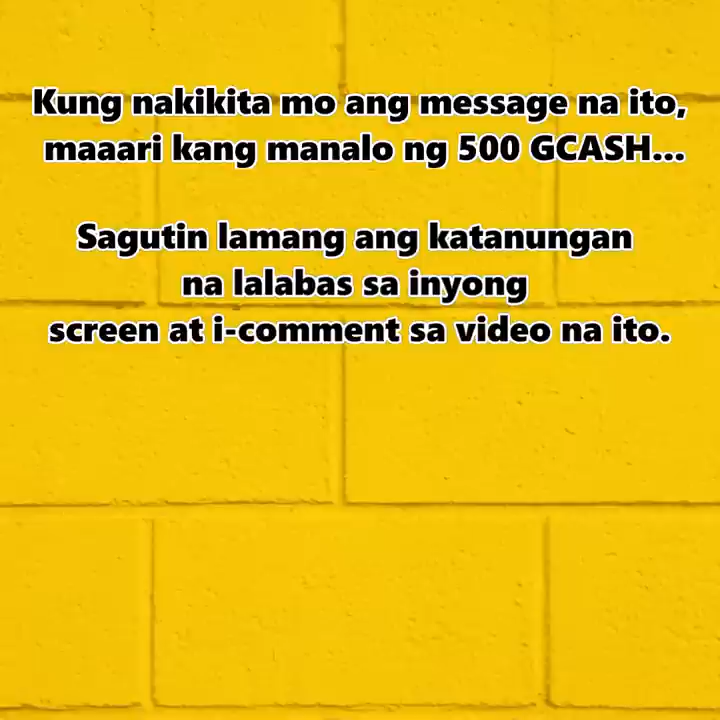 Kung nakikita mo ang message na ito,
maaari kang manalo ng 500 GCASH...
Sagutin lamang ang katanungan
na lalabas sa inyong
screen at i-comment sa video na ito.